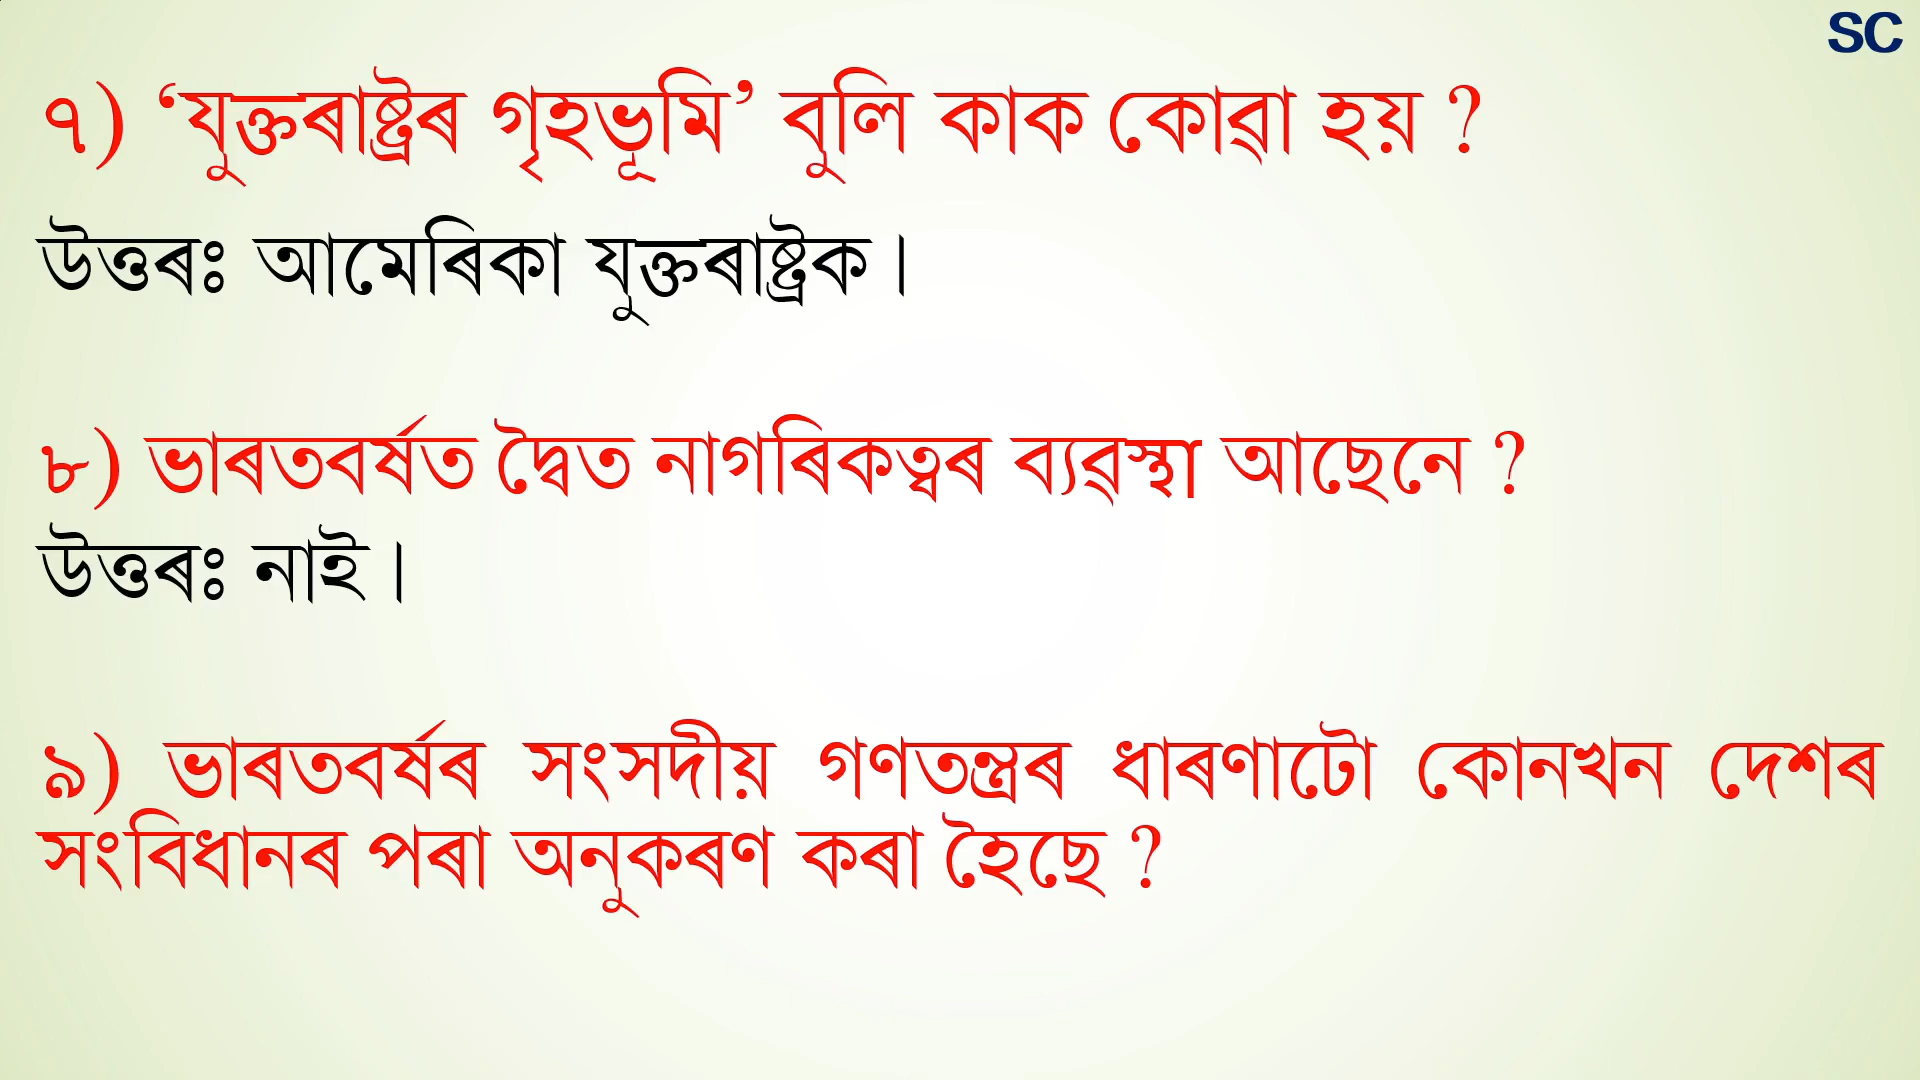 SC
৭) ‘যুক্তৰাষ্ট্ৰৰ গৃহভূমি’ বুলি কাক কোৱা হয় ?
উত্তৰঃ আমেৰিকা যুক্তৰাষ্ট্ৰক।
৮) ভাৰতবৰ্ষত দ্বৈত নাগৰিকত্বৰ ব্যৱস্থা আছেনে ?
উত্তৰঃ নাই।
৯) ভাৰতবৰ্ষৰ সংসদীয় গণতন্ত্ৰৰ ধাৰণাটো কোনখন দেশৰ
সংবিধানৰ পৰা অনুকৰণ কৰা হৈছে ?